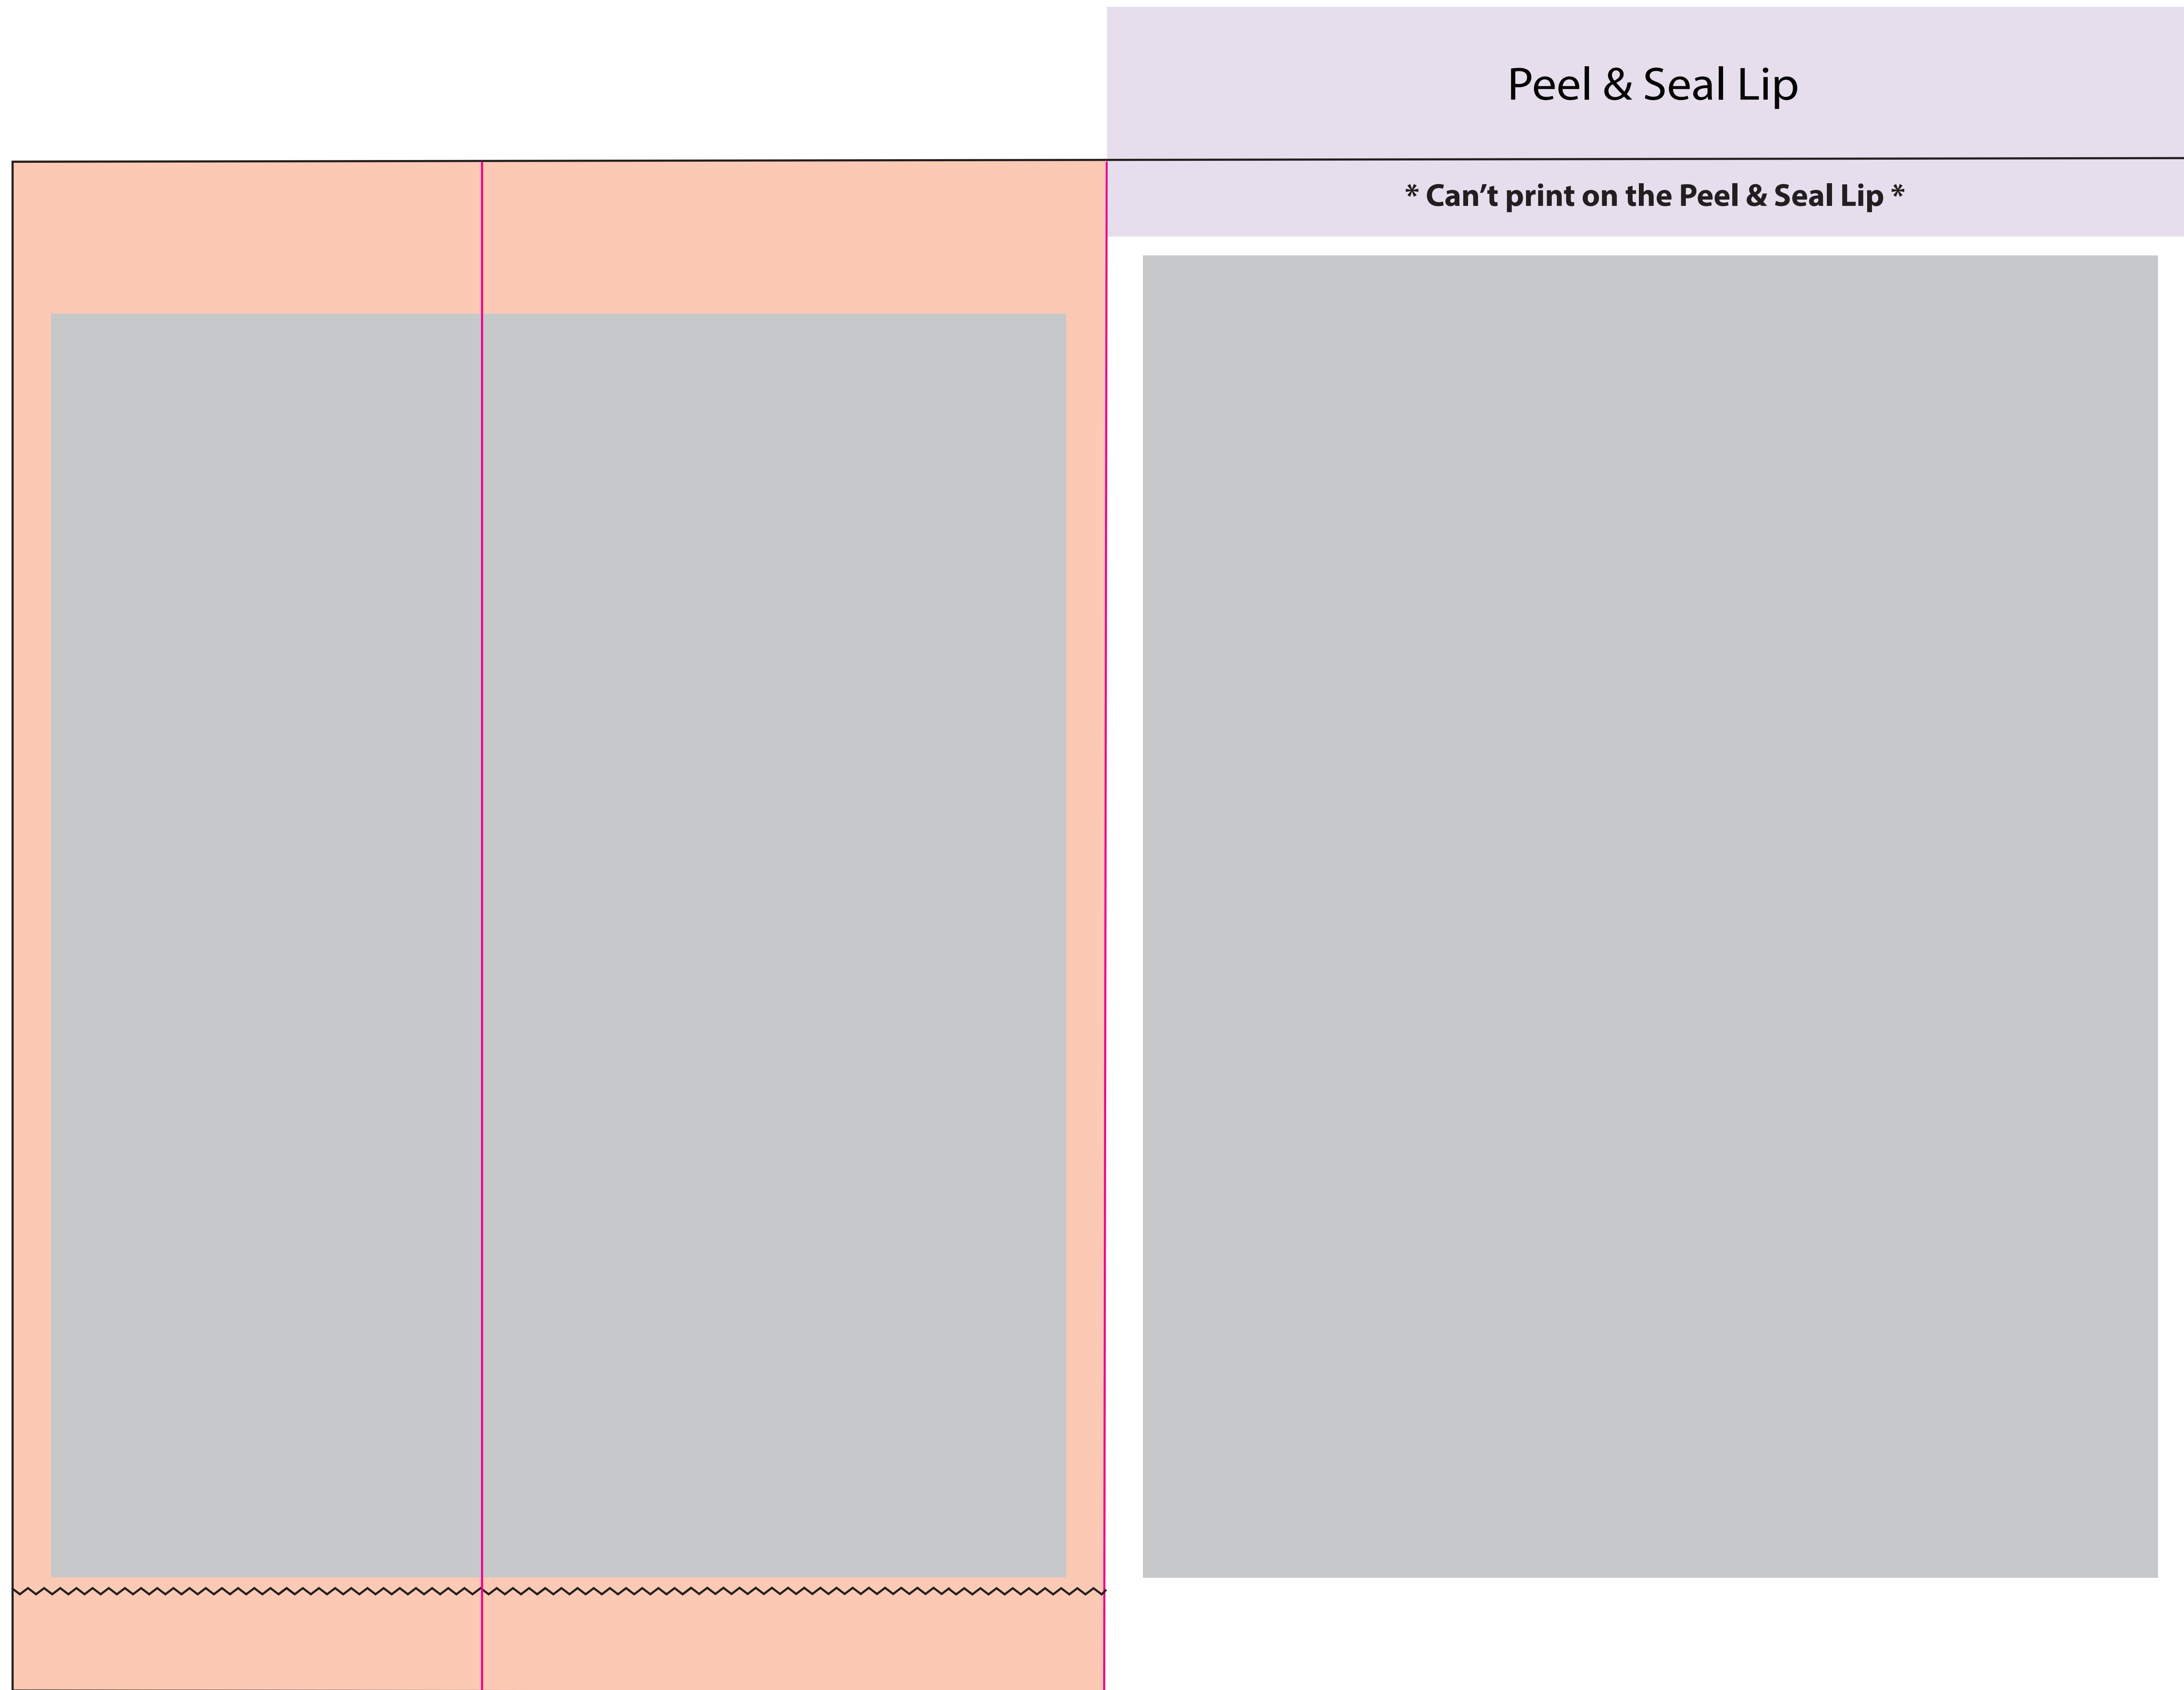 Peel & Seal Lip
* Can’t print on the Peel & Seal Lip *